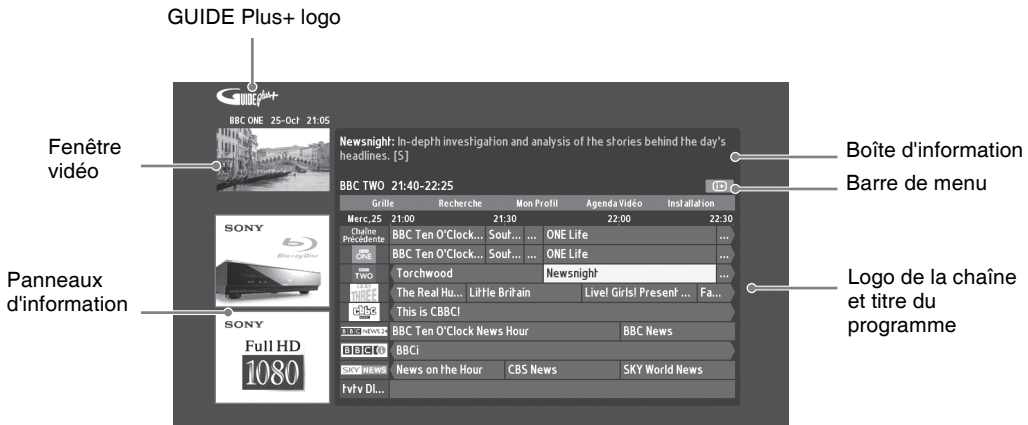 GUIDE Plus+ logo
GUIDE Plus+
BBC ONE 25-Oct 21:05
Fenêtre
vidéo
Newsnight: In-depth investigation and analysis of the stories behind the day's
headlines. [S]
Boîte d'information
BBC TWO 21:40-22:25
i+
Barre de menu
Grille Recherche Mon Profil Agenda Vidéo Installation
Merc,25 21:00 21:30 22:00 22:30
SONY
Blu-ray Disc
Chaîne
Précédente
BBC Ten O'Clock... Sout... ... ONE Life ...
ONE BBC Ten O'Clock... Sout... ... ONE Life ...
TWO Torchwood Newsnight ...
THREE The Real Hu... Little Britain Live! Girls! Present ... Fa...
CBBC This is CBBC!
BBC NEWS 24 BBC Ten O'Clock News Hour BBC News
BBC i BBCi
SKY NEWS News on the Hour CBS News SKY World News
tvtv DI...
Panneaux
d'information
SONY
Full HD
1080
Logo de la chaîne
et titre du
programme